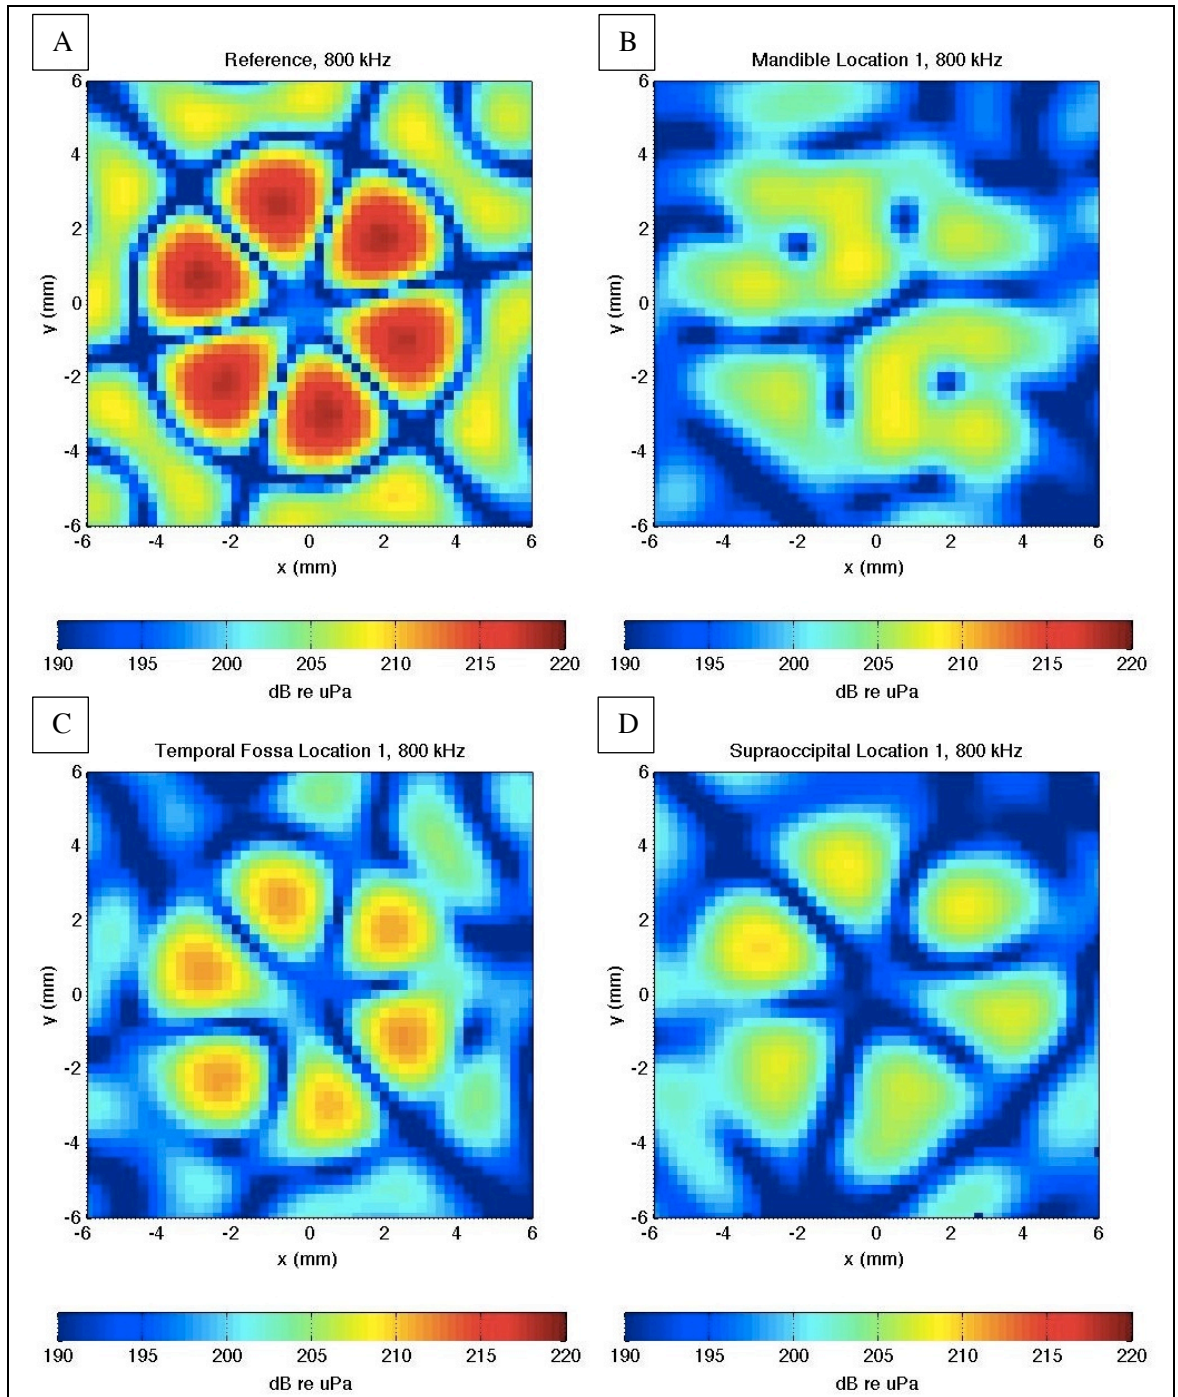 A
B
Reference, 800 kHz
Mandible Location 1, 800 kHz
6
4
2
0
-2
-4
-6
y (mm)
-6 -4 -2 0 2 4 6
x (mm)
6
4
2
0
-2
-4
-6
y (mm)
-6 -4 -2 0 2 4 6
x (mm)
190 195 200 205 210 215 220
dB re uPa
190 195 200 205 210 215 220
dB re uPa
C
D
Temporal Fossa Location 1, 800 kHz
Supraoccipital Location 1, 800 kHz
6
4
2
0
-2
-4
-6
y (mm)
-6 -4 -2 0 2 4 6
x (mm)
6
4
2
0
-2
-4
-6
y (mm)
-6 -4 -2 0 2 4 6
x (mm)
190 195 200 205 210 215 220
dB re uPa
190 195 200 205 210 215 220
dB re uPa